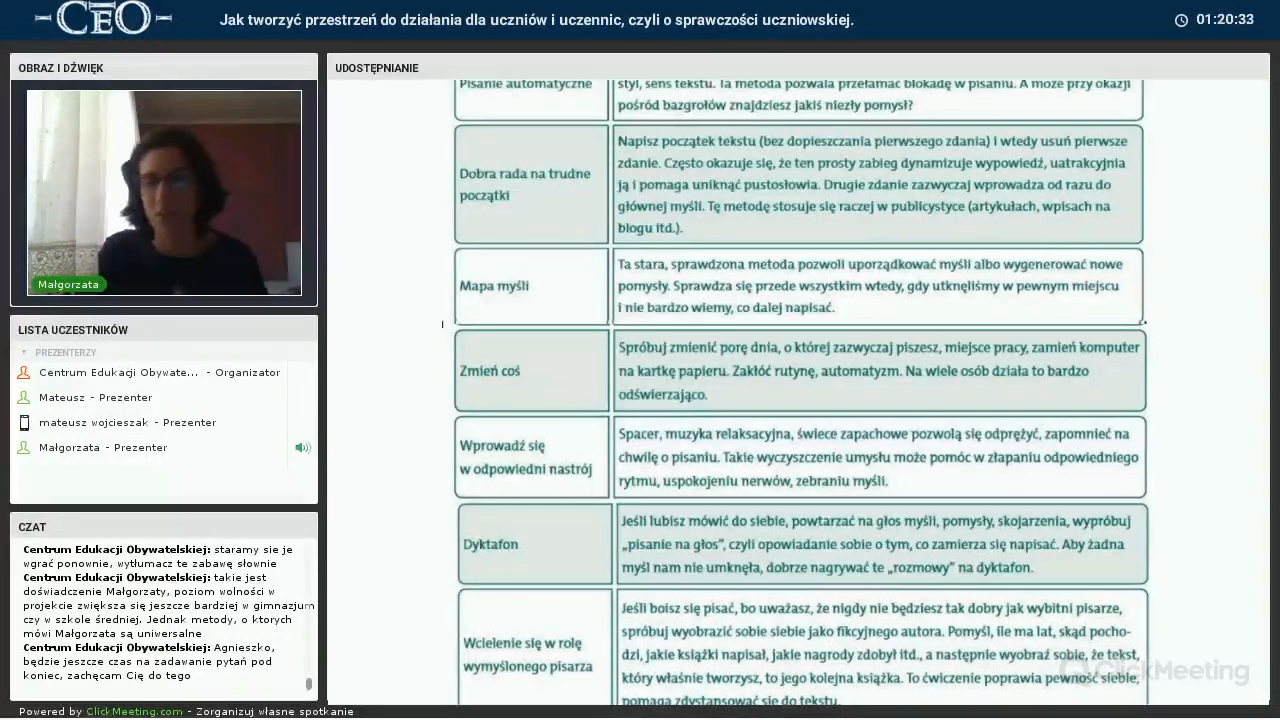 CEO
Jak tworzyć przestrzeń do działania dla uczniów i uczennic, czyli o sprawczości uczniowskiej.
01:20:33
OBRAZ I DŹWIĘK
Małgorzata
LISTA UCZESTNIKÓW
PREZENTERZY
Centrum Edukagi Obywate... - Organizator
Mateusz - Prezenter
mateusz wojcieszak - Prezenter
Małgorzata - Prezenter
CZAT
Centrum Edukacji Obywatelskiej: staramy sie je
wgrać ponownie, wytłumacz te zabawę słownie
Centrum Edukacji Obywatelskiej: takie jest
doświadczenie Małgorzaty, poziom wolności w
projekcie zwiększa się jeszcze bardziej w gimnazjum
czy w szkole średniej. Jednak metody, o ktorych
mówi Małgorzata są uniwersalne
Centrum Edukacji Obywatelskiej: Agnieszko,
będzie jeszcze czas na zadawanie pytań pod
koniec, zachęcam Cię do tego
UDOSTĘPNIANIE
Pisanie automatyczne
styl, sens tekstu. Ta metoda pozwala przełamać blokadę w pisaniu. A może przy okazji
pośród bazgrołów znajdziesz jakiś niezły pomysł?
Dobra rada na trudne
początki
Napisz początek tekstu (bez dopieszczania pierwszego zdania) i wtedy usuń pierwsze
zdanie. Często okazuje się, że ten prosty zabieg dynamizuje wypowiedź, uatrakcyjnia
ją i pomaga uniknąć pustosłowia. Drugie zdanie zazwyczaj wprowadza od razu do
głównej myśli. Tę metodę stosuje się raczej w publicystyce (artykułach, wpisach na
blogu itd.).
Mapa myśli
Ta stara, sprawdzona metoda pozwoli uporządkować myśli albo wygenerować nowe
pomysły. Sprawdza się przede wszystkim wtedy, gdy utknęliśmy w pewnym miejscu
i nie bardzo wiemy, co dalej napisać.
Zmień coś
Spróbuj zmienić porę dnia, o której zazwyczaj piszesz, miejsce pracy, zamień komputer
na kartkę papieru. Zakłóć rutynę, automatyzm. Na wiele osób działa to bardzo
odświerzająco.
Wprowadź się
w odpowiedni nastrój
Spacer, muzyka relaksacyjna, świece zapachowe pozwolą się odprężyć, zapomnieć na
chwilę o pisaniu. Takie wyczyszczenie umysłu może pomóc w złapaniu odpowiedniego
rytmu, uspokojeniu nerwów, zebraniu myśli.
Dyktafon
Jeśli lubisz mówić do siebie, powtarzać na głos myśli, pomysły, skojarzenia, wypróbuj
„pisanie na głos”, czyli opowiadanie sobie o tym, co zamierza się napisać. Aby żadna
myśl nam nie umknęła, dobrze nagrywać te „rozmowy” na dyktafon.
Wcielenie się w rolę
wymyślonego pisarza
Jeśli boisz się pisać, bo uważasz, że nigdy nie będziesz tak dobry jak wybitni pisarze,
spróbuj wyobrazić sobie siebie jako fikcyjnego autora. Pomyśl, ile ma lat, skąd pocho-
dzi, jakie książki napisał, jakie nagrody zdobył itd., a następnie wyobraź sobie, że tekst,
który właśnie tworzysz, to jego kolejna książka. To ćwiczenie poprawia pewność siebie,
pomaga zdystansować się do tekstu.
ClickMeeting
Powered by ClickMeeting.com - Zorganizuj własne spotkanie